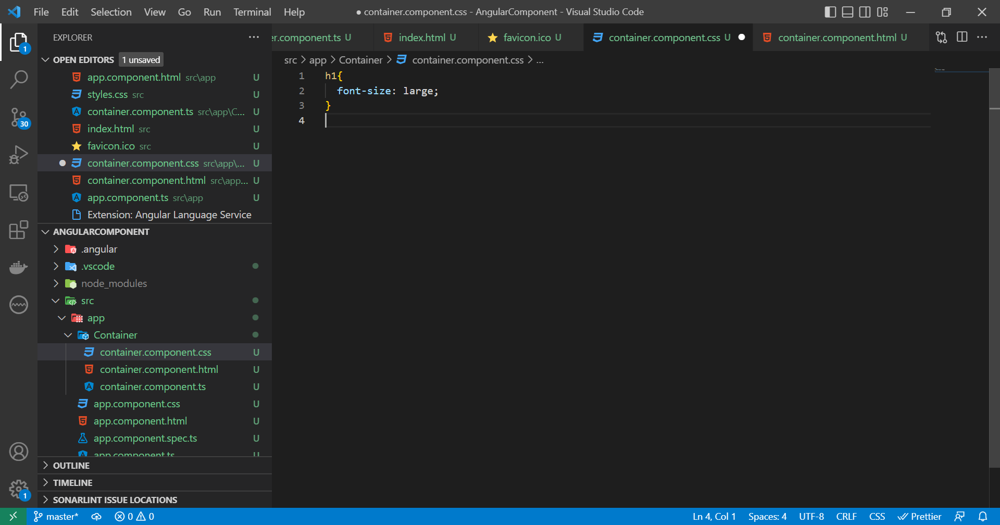 File Edit Selection View Go Run Terminal Help
● container.component.css - AngularComponent - Visual Studio Code
1
30
1
EXPLORER
OPEN EDITORS 1 unsaved
app.component.html src\app U
styles.css src U
container.component.ts src\app\C... U
index.html src U
favicon.ico src U
container.component.css src\app\... U
container.component.html src\app... U
app.component.ts src\app U
Extension: Angular Language Service
ANGULARCOMPONENT
.angular
.vscode
node_modules
src
app
Container
container.component.css U
container.component.html U
container.component.ts U
app.component.css U
app.component.html U
app.component.spec.ts U
app.component.ts U
OUTLINE
TIMELINE
SONARLINT ISSUE LOCATIONS
er.component.ts U
index.html U
favicon.ico U
container.component.css U
container.component.html U
src > app > Container > container.component.css > ...
1 h1{
2 font-size: large;
3 }
4
master* 0 0
Ln 4, Col 1 Spaces: 4 UTF-8 CRLF CSS Prettier